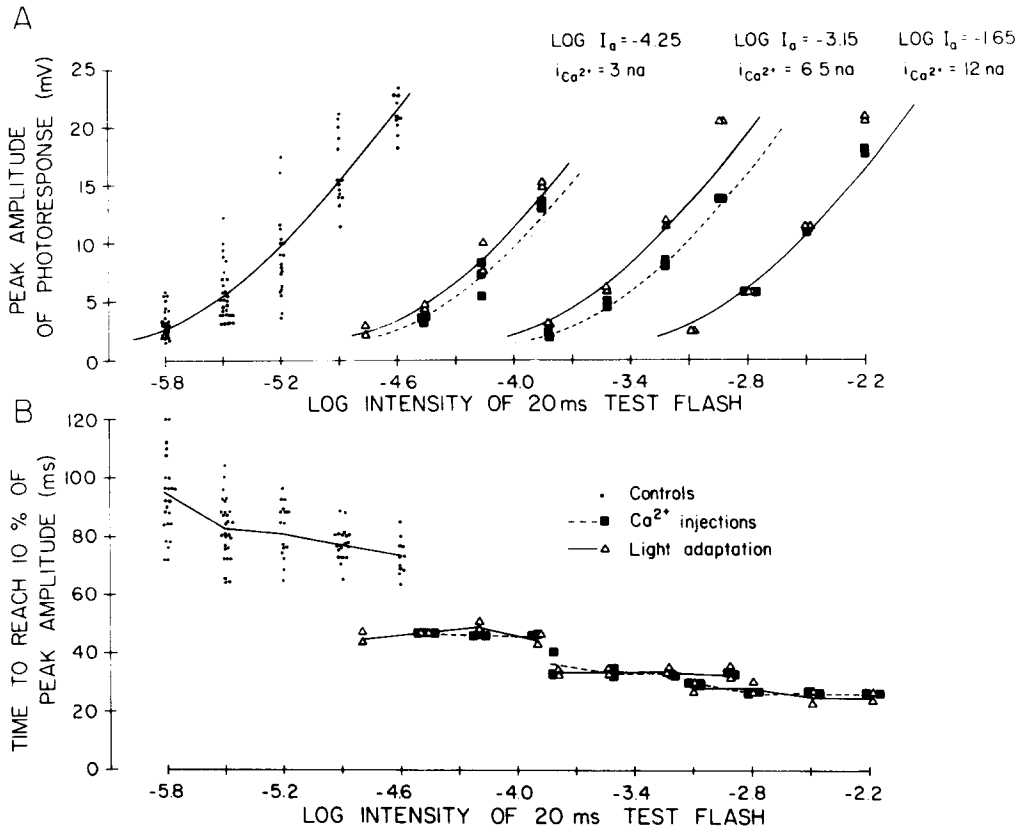 A
LOG Ia = -4.25
iCa2+ = 3 na
LOG Ia = -3.15
iCa2+ = 6.5 na
LOG Ia = -1.65
iCa2+ = 12 na
PEAK AMPLITUDE
OF PHOTORESPONSE (mV)
25
20
15
10
5
0
-5.8 -5.2 -4.6 -4.0 -3.4 -2.8 -2.2
LOG INTENSITY OF 20 ms TEST FLASH
B
TIME TO REACH 10 % OF
PEAK AMPLITUDE (ms)
120
100
80
60
40
20
0
Controls
Ca2+ injections
Light adaptation
-5.8 -5.2 -4.6 -4.0 -3.4 -2.8 -2.2
LOG INTENSITY OF 20 ms TEST FLASH